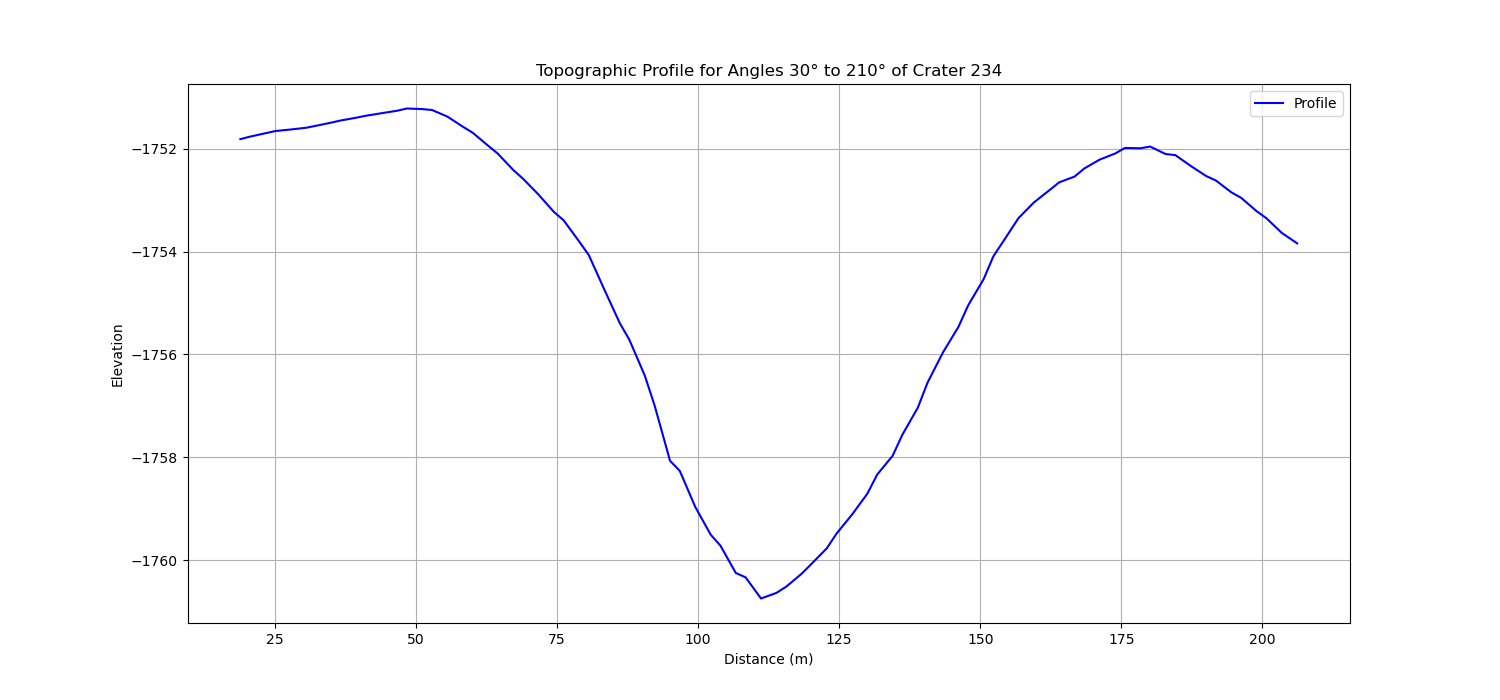 Topographic Profile for Angles 30° to 210° of Crater 234
Profile
−1752
−1754
−1756
−1758
−1760
Elevation
25 50 75 100 125 150 175 200
Distance (m)